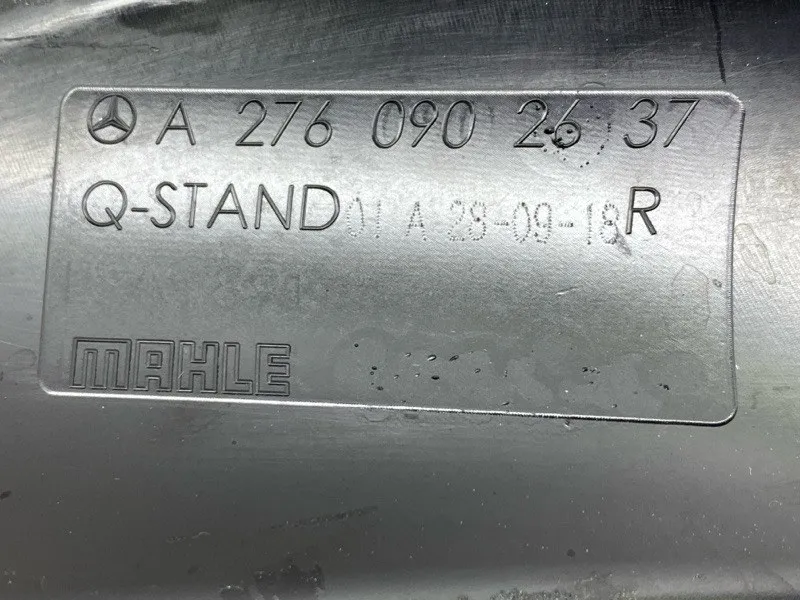 A 276 090 26 37
Q-STAND 01 A 28-09-18 R
MAHLE